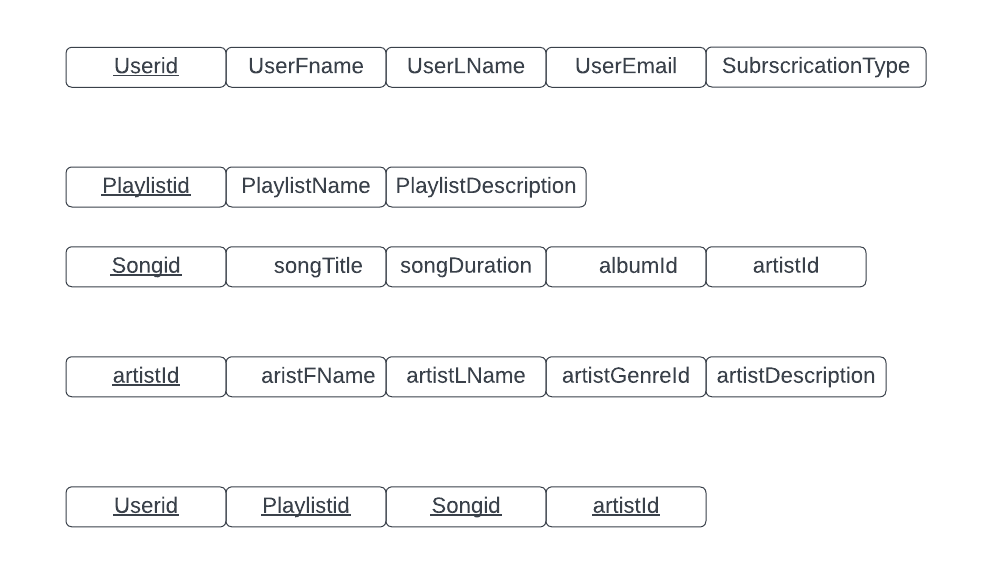 Userid UserFname UserLName UserEmail SubrscricationType
Playlistid PlaylistName PlaylistDescription
Songid songTitle songDuration albumId artistId
artistId aristFName artistLName artistGenreId artistDescription
Userid Playlistid Songid artistId